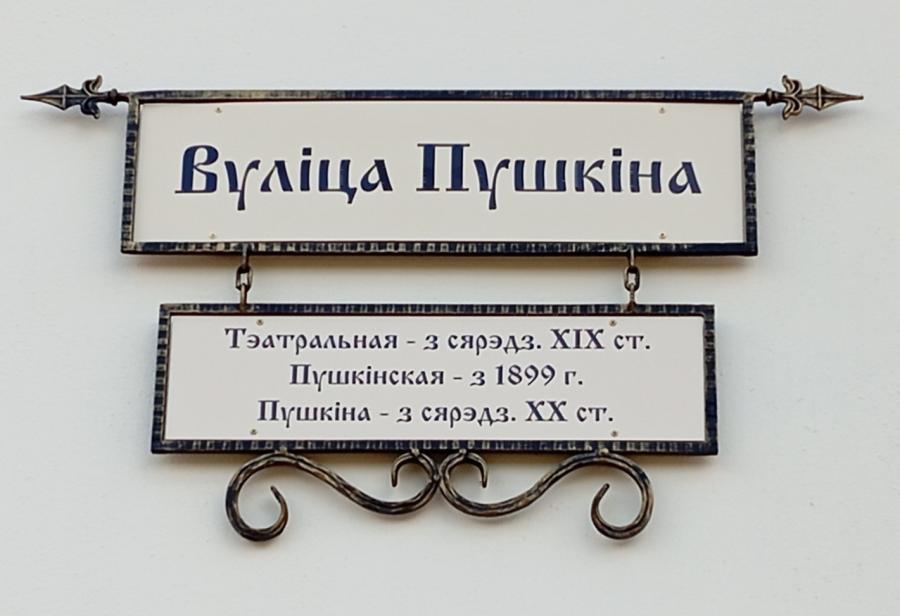 Вуліца Пушкіна
Тэатральная - з сярэдз. XIX ст.
Пушкінская - з 1899 г.
Пушкіна - з сярэдз. XX ст.